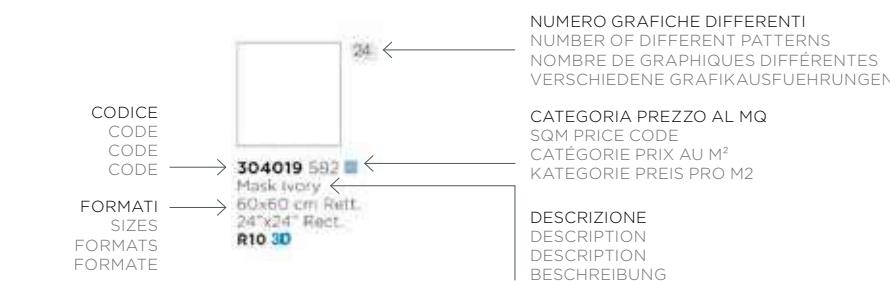 NUMERO GRAFICHE DIFFERENTI
NUMBER OF DIFFERENT PATTERNS
NOMBRE DE GRAPHIQUES DIFFÉRENTES
VERSCHIEDENE GRAFIKAUSFUEHRUNGEN
24
CODICE
CODE
CODE
CODE
CATEGORIA PREZZO AL MQ
SQM PRICE CODE
CATÉGORIE PRIX AU M²
KATEGORIE PREIS PRO M2
304019 592
Mask Ivory
60x60 cm Rett.
24"x24" Rect.
R10 3D
FORMATI
SIZES
FORMATS
FORMATE
DESCRIZIONE
DESCRIPTION
DESCRIPTION
BESCHREIBUNG